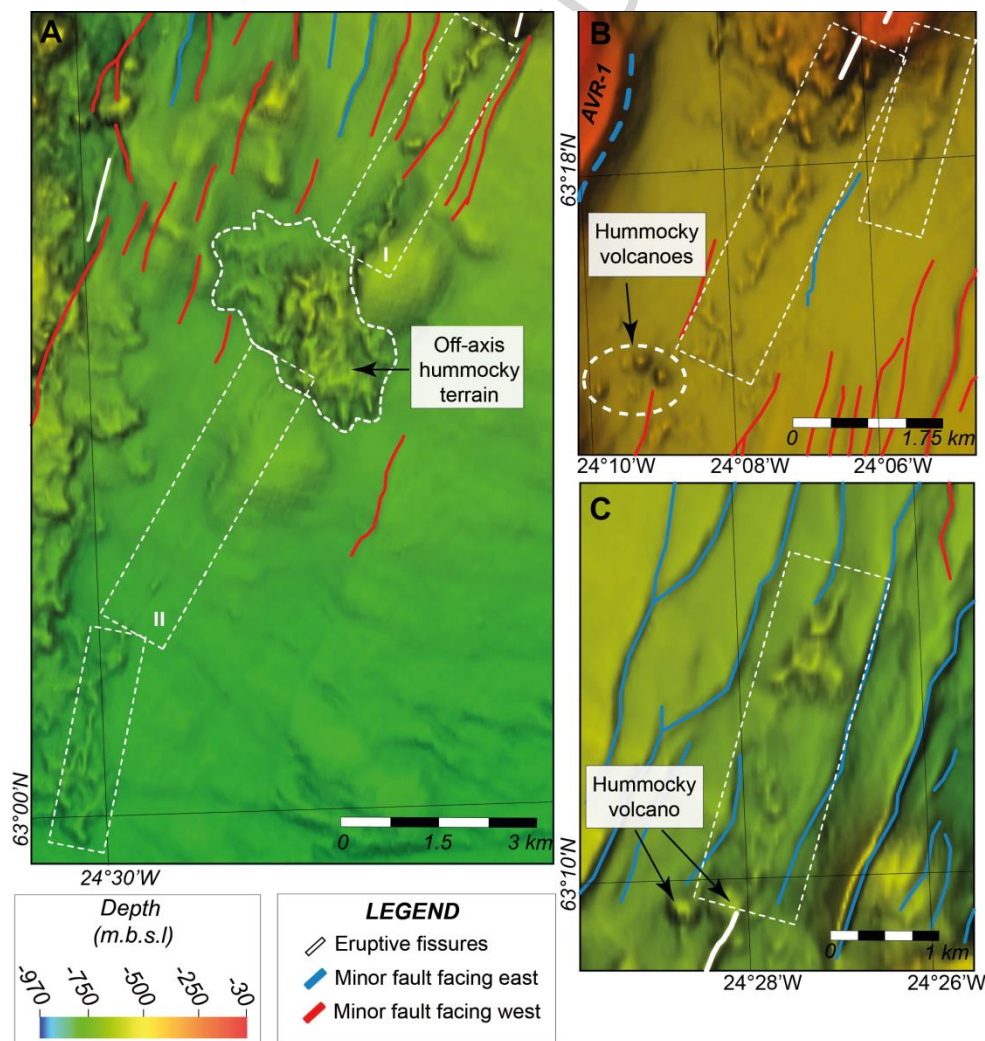 A
I
Off-axis
hummocky
terrain
II
63°00'N
0 1.5 3 km
24°30'W
B
AVR-1
63°18'N
Hummocky
volcanoes
0 1.75 km
24°10'W 24°08'W 24°06'W
C
Hummocky
volcano
63°10'N
0 1 km
24°28'W 24°26'W
Depth
(m.b.s.l)
-970 -750 -500 -250 -30
LEGEND
Eruptive fissures
Minor fault facing east
Minor fault facing west